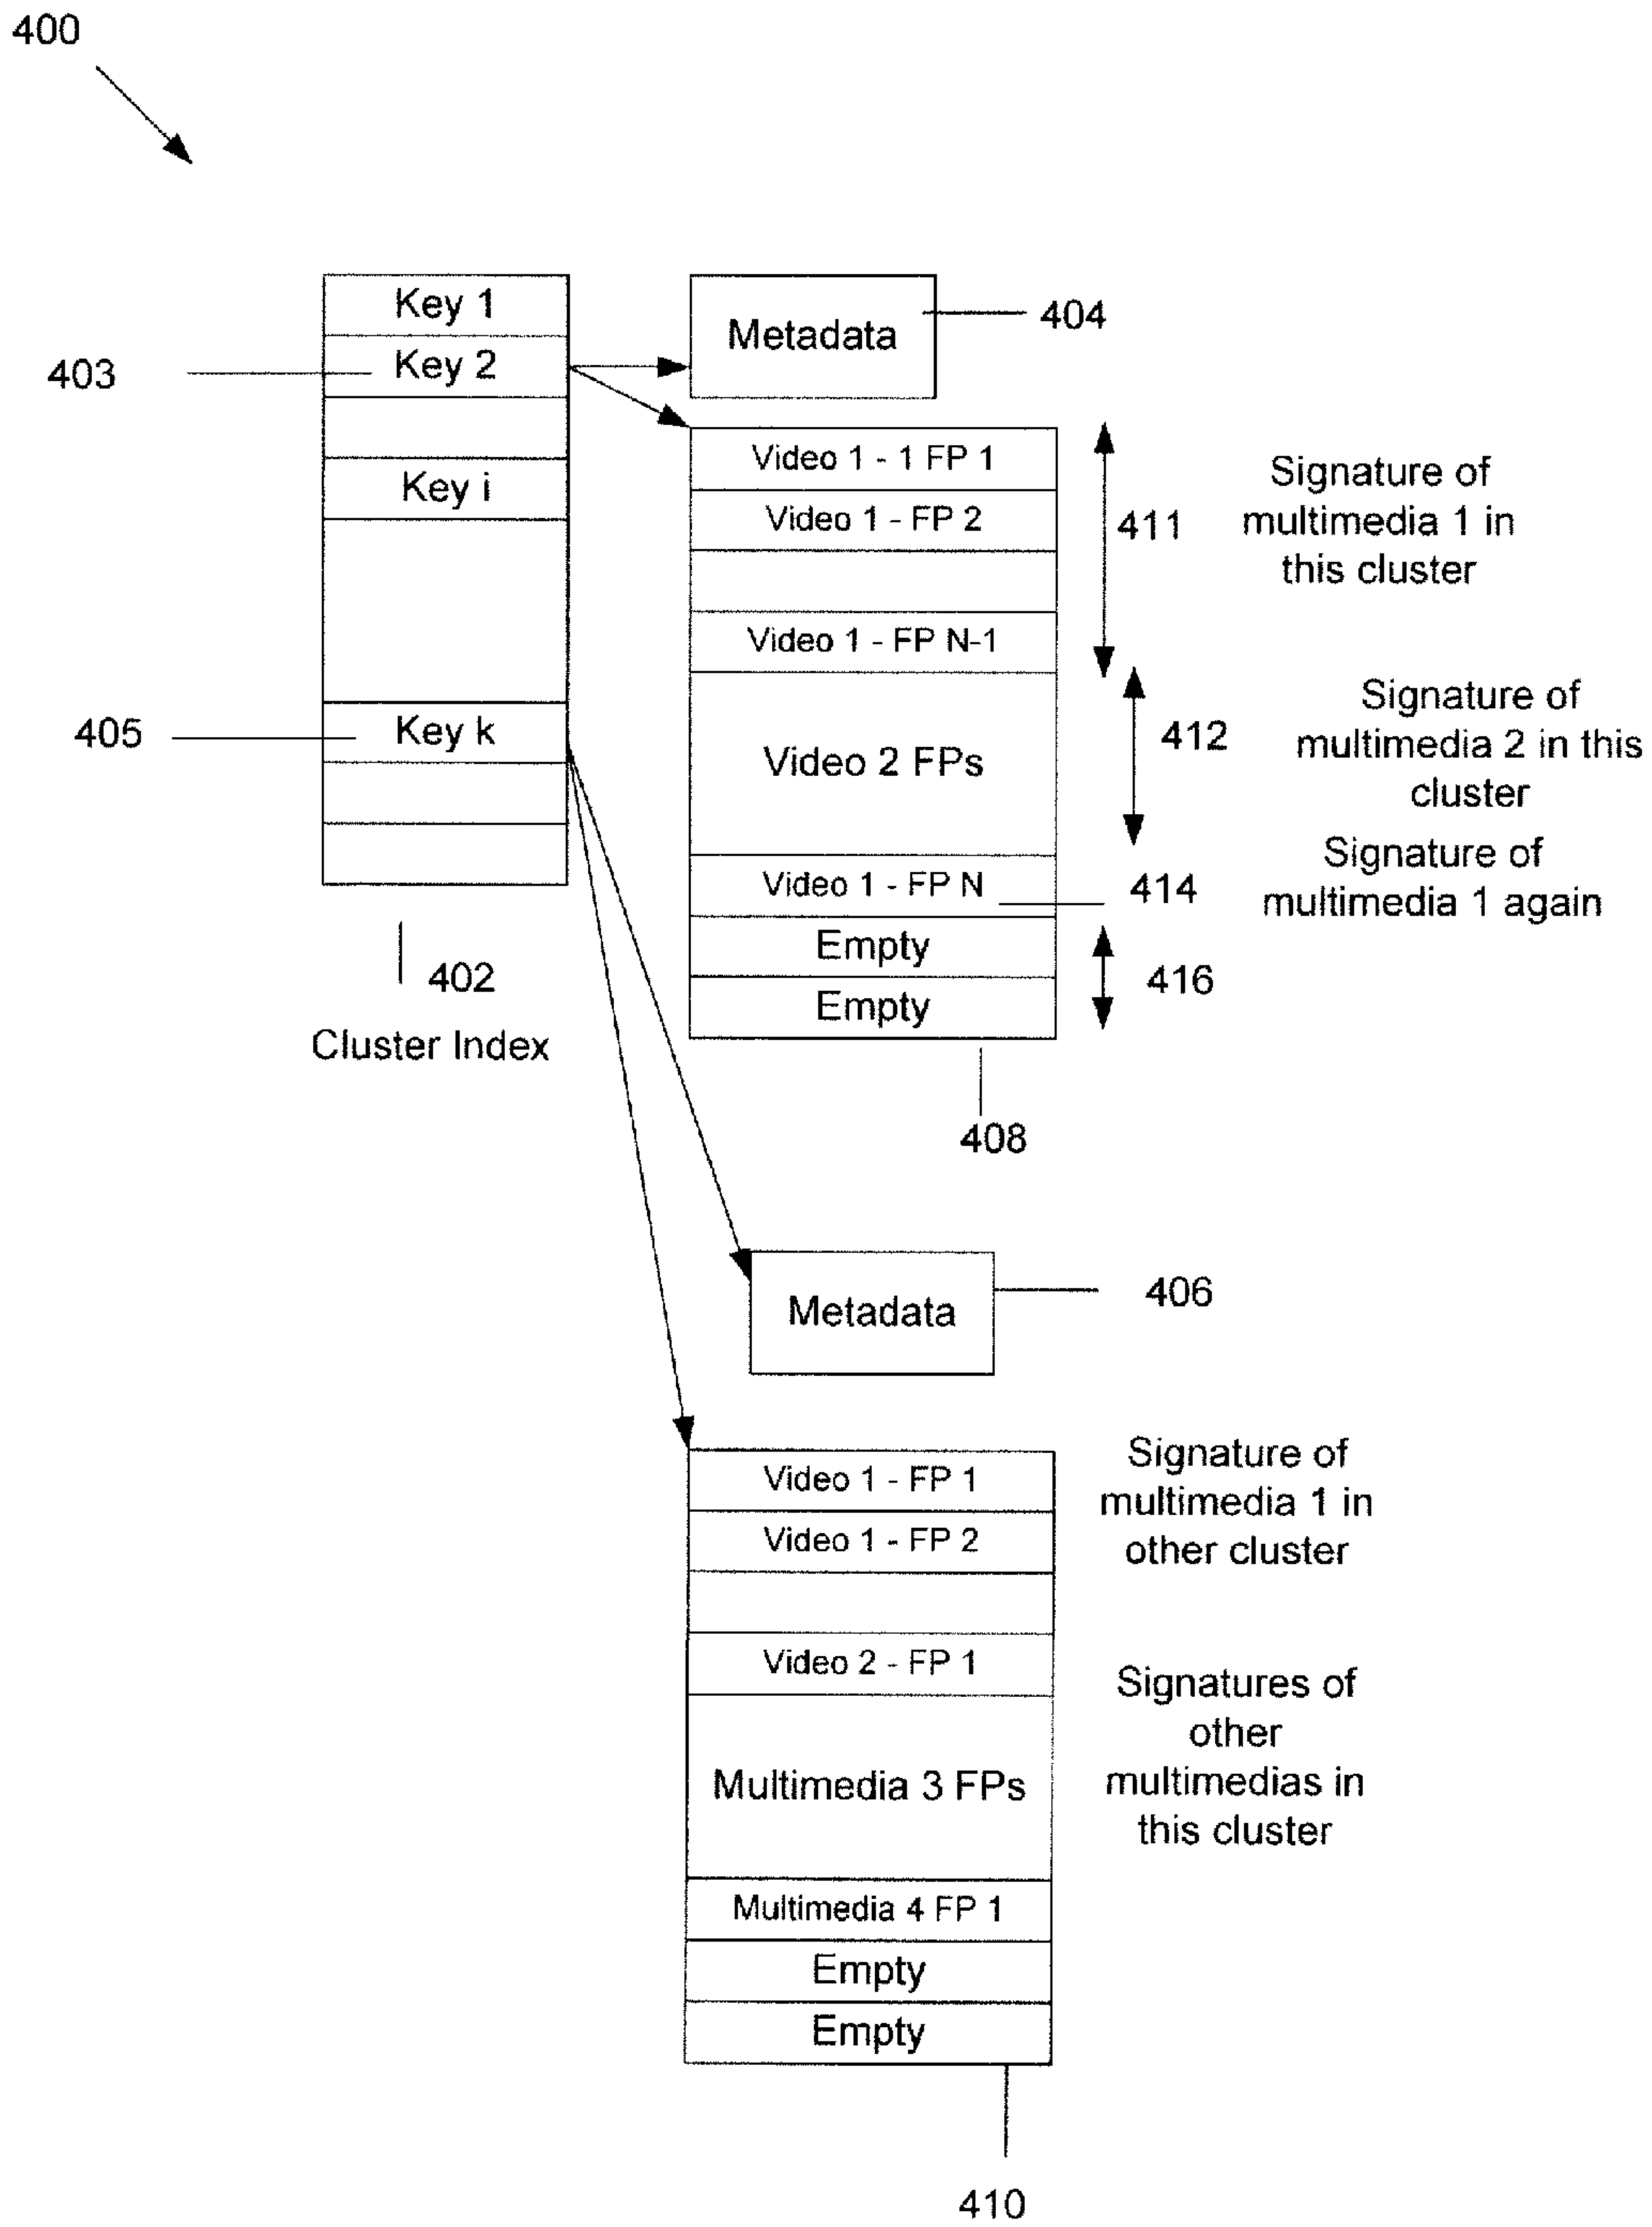 400
Key 1
Key 2
Key i
Key k
403
405
402
Cluster Index
Metadata
404
Video 1 - 1 FP 1
Video 1 - FP 2
Video 1 - FP N-1
Video 2 FPs
Video 1 - FP N
Empty
Empty
411
Signature of
multimedia 1 in
this cluster
412
Signature of
multimedia 2 in this
cluster
414
Signature of
multimedia 1 again
416
408
Metadata
406
Video 1 - FP 1
Video 1 - FP 2
Video 2 - FP 1
Multimedia 3 FPs
Multimedia 4 FP 1
Empty
Empty
Signature of
multimedia 1 in
other cluster
Signatures of
other
multimedias in
this cluster
410